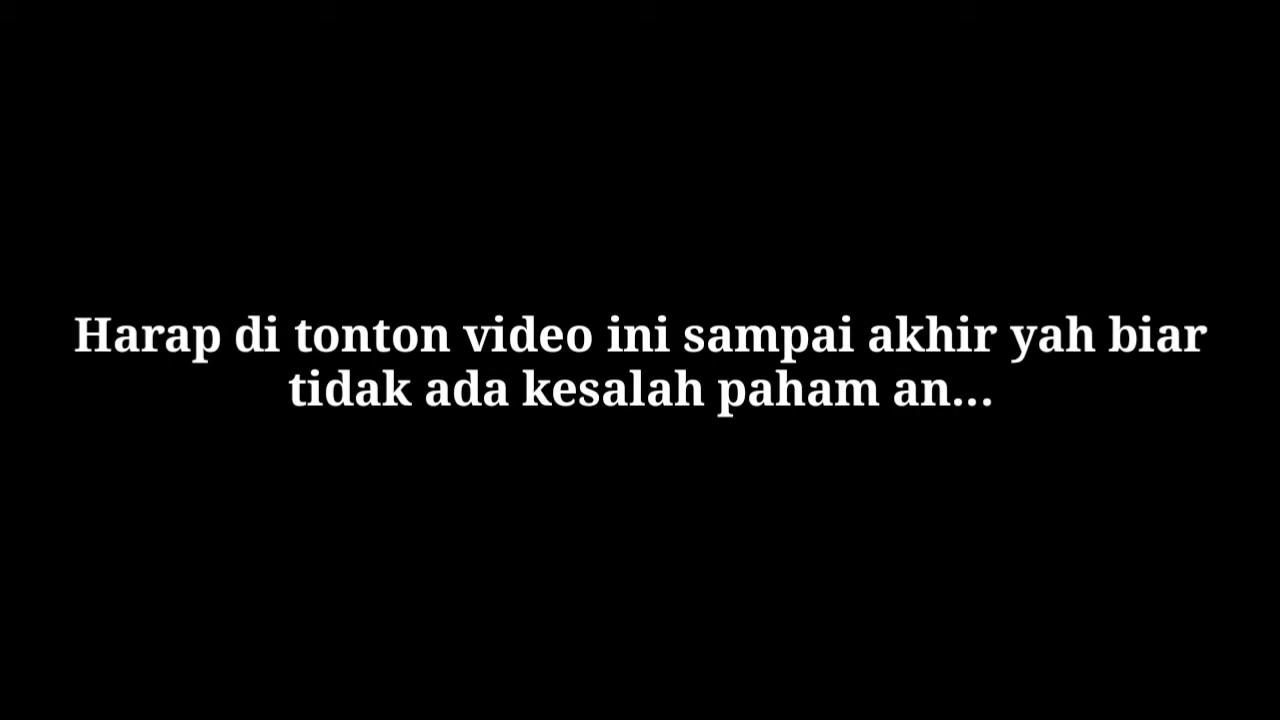 Harap di tonton video ini sampai akhir yah biar
tidak ada kesalah paham an...